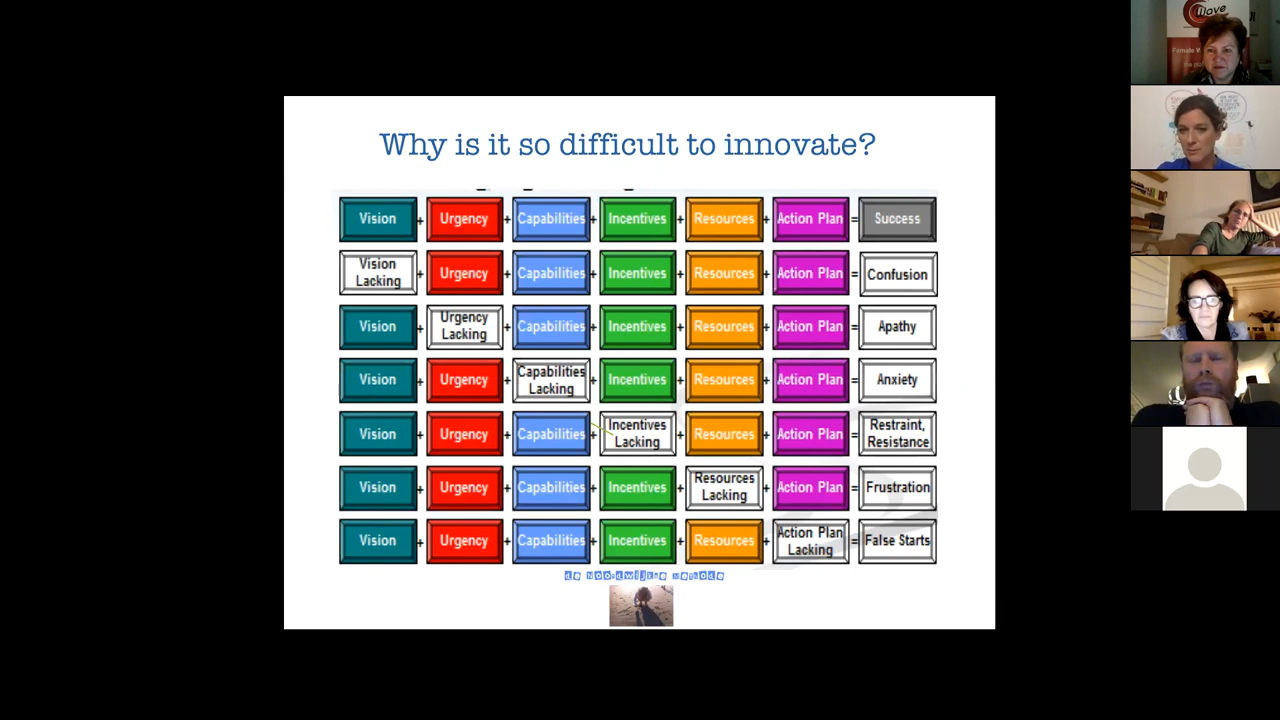 Why is it so difficult to innovate?
Vision + Urgency + Capabilities + Incentives + Resources + Action Plan = Success
Vision Lacking + Urgency + Capabilities + Incentives + Resources + Action Plan = Confusion
Vision + Urgency Lacking + Capabilities + Incentives + Resources + Action Plan = Apathy
Vision + Urgency + Capabilities Lacking + Incentives + Resources + Action Plan = Anxiety
Vision + Urgency + Capabilities + Incentives Lacking + Resources + Action Plan = Restraint, Resistance
Vision + Urgency + Capabilities + Incentives + Resources Lacking + Action Plan = Frustration
Vision + Urgency + Capabilities + Incentives + Resources + Action Plan Lacking = False Starts
de Noordwijkse Methode